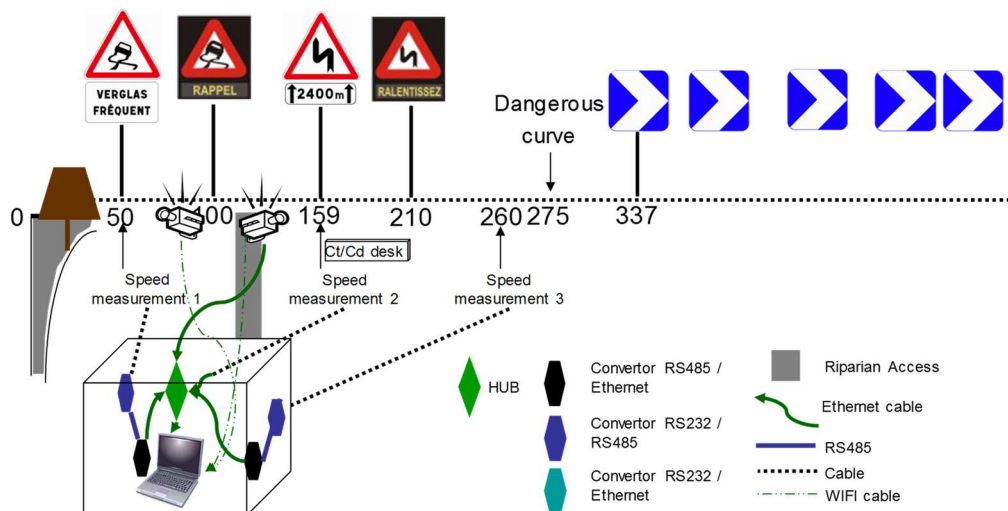 VERGLAS
FRÉQUENT
RAPPEL
2400m
RALENTISSEZ
Dangerous
curve
0
50
100
159
210
260
275
337
Ct/Cd desk
Speed
measurement 1
Speed
measurement 2
Speed
measurement 3
HUB
Convertor RS485 /
Ethernet
Convertor RS232 /
RS485
Convertor RS232 /
Ethernet
Riparian Access
Ethernet cable
RS485
Cable
WIFI cable